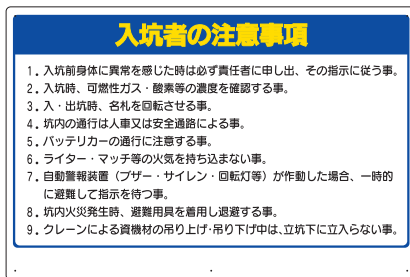 入坑者の注意事項
1．入坑前身体に異常を感じた時は必ず責任者に申し出、その指示に従う事。
2．入坑時、可燃性ガス・酸素等の濃度を確認する事。
3．入・出坑時、名札を回転させる事。
4．坑内の通行は人車又は安全通路による事。
5．バッテリカーの通行に注意する事。
6．ライター・マッチ等の火気を持ち込まない事。
7．自動警報装置（ブザー・サイレン・回転灯等）が作動した場合、一時的
に避難して指示を待つ事。
8．坑内火災発生時、避難用具を着用し退避する事。
9．クレーンによる資機材の吊り上げ・吊り下げ中は、立坑下に立入らない事。